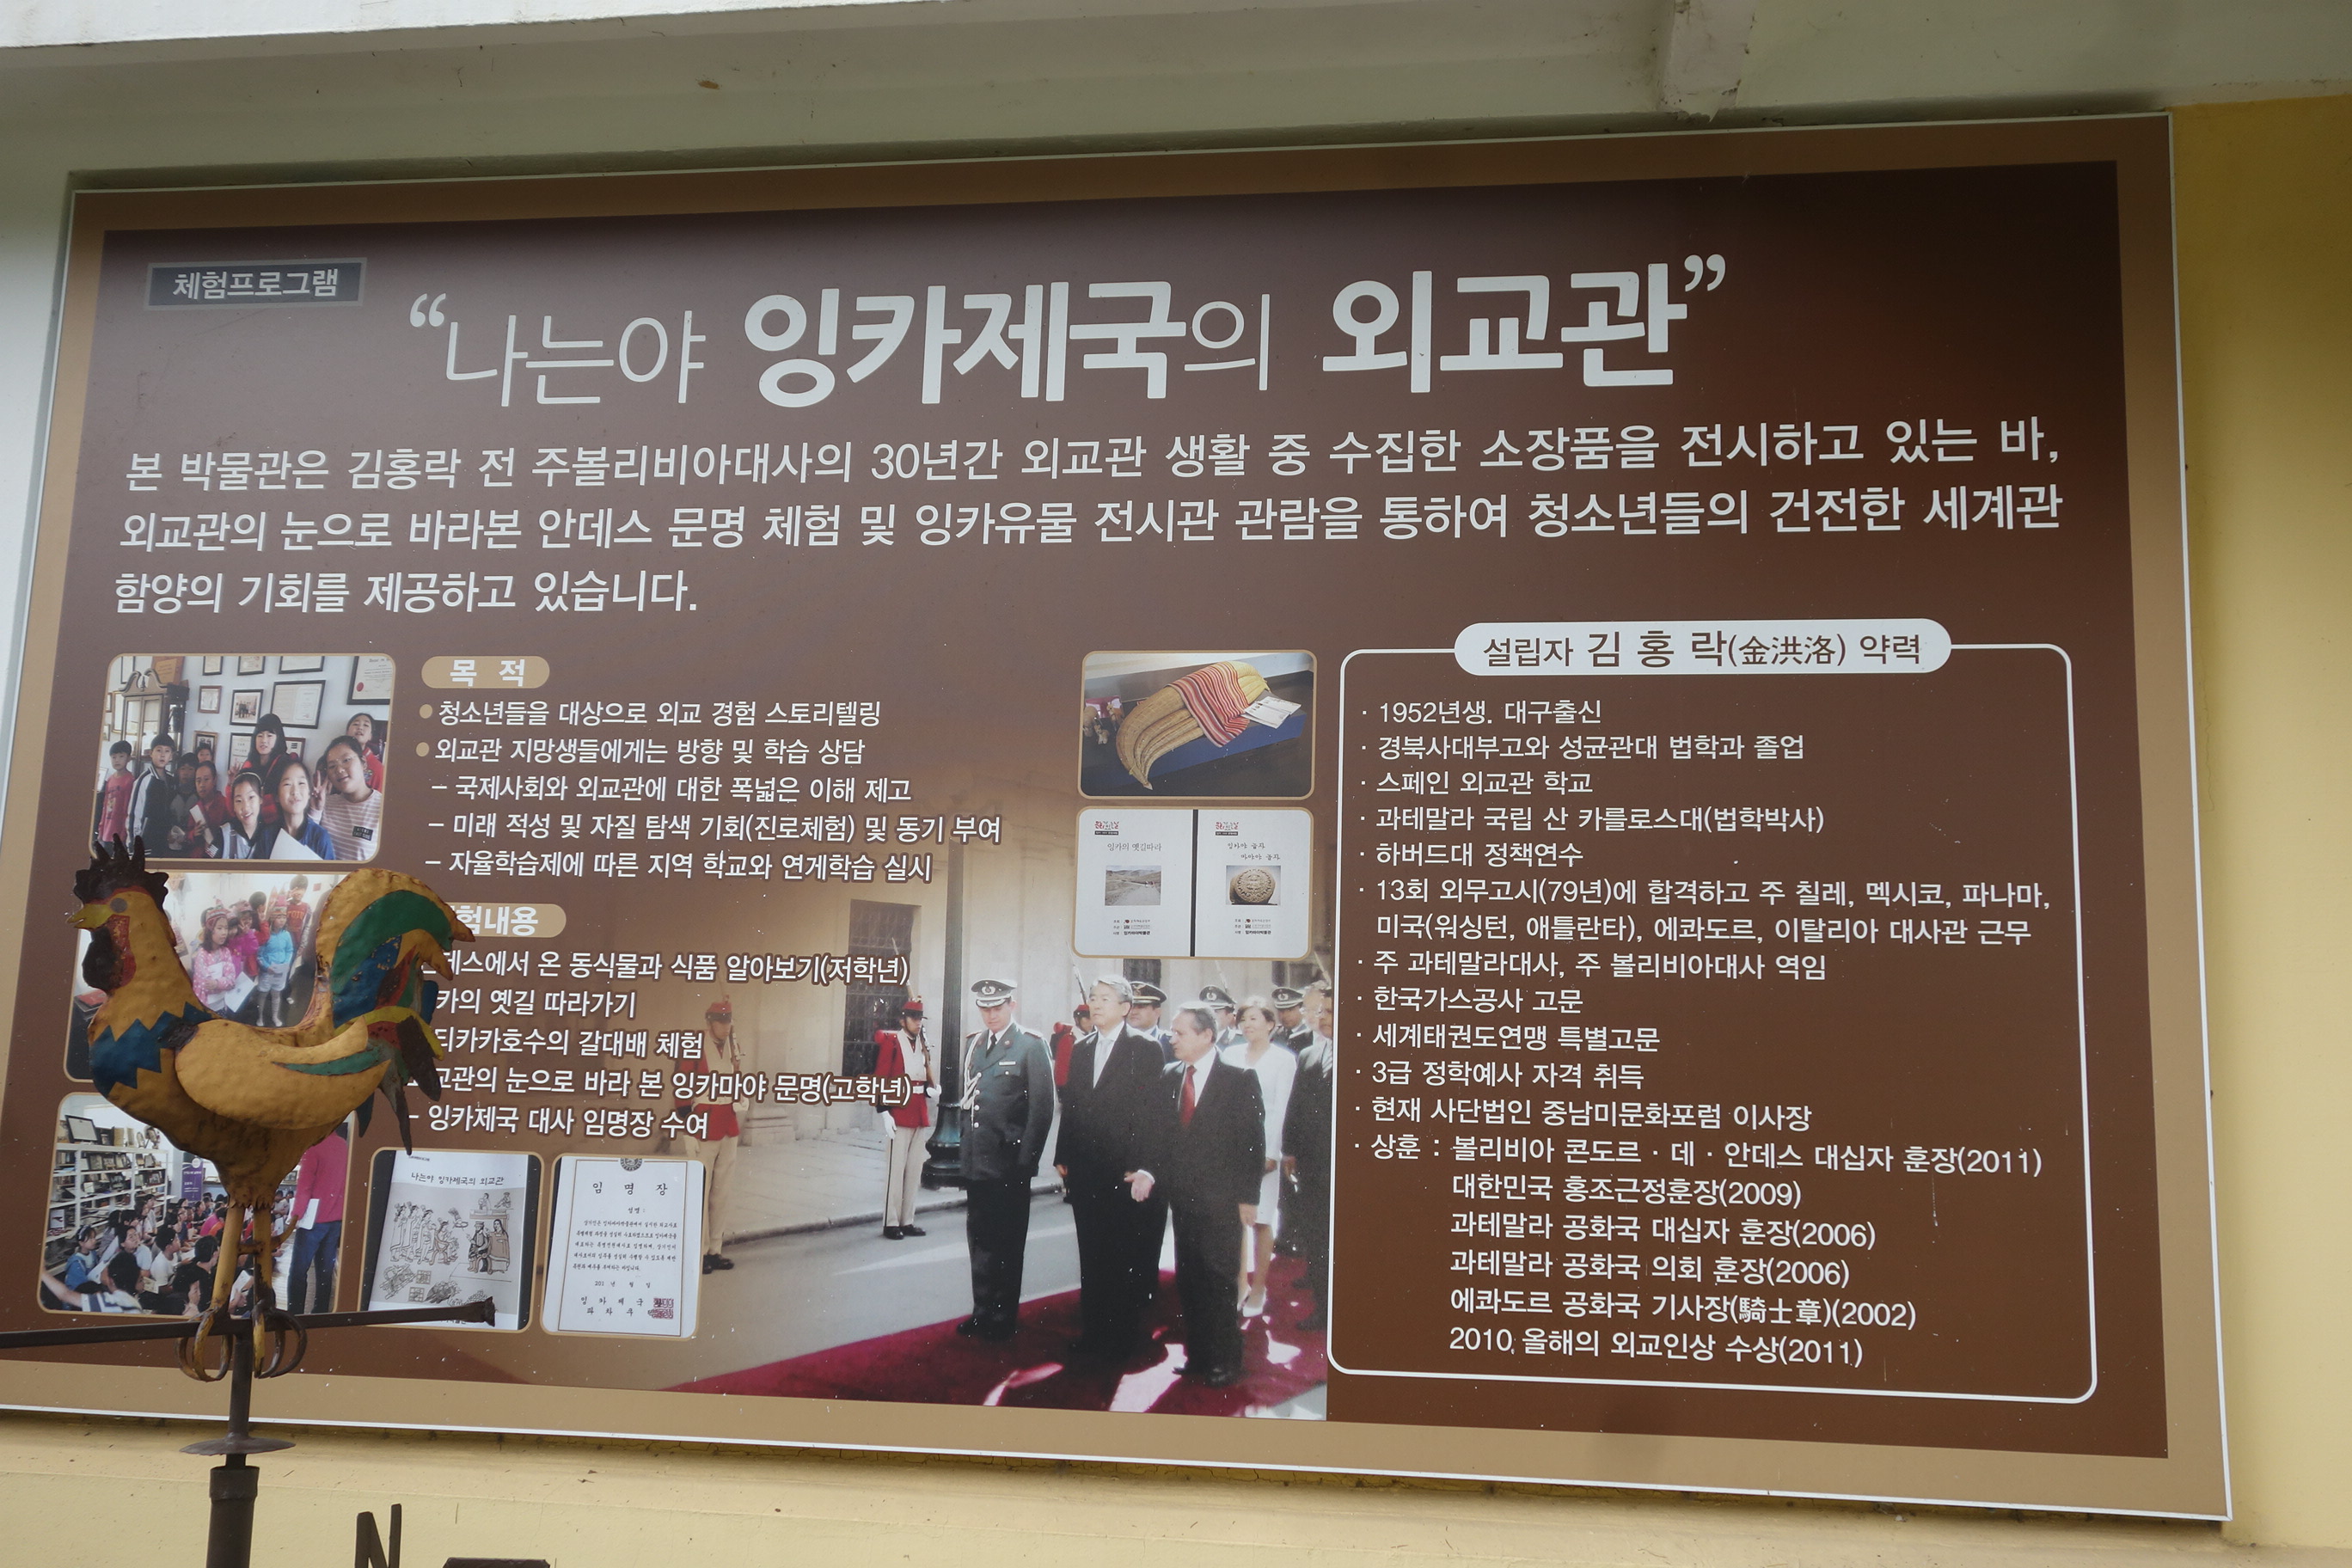 체험프로그램
“나는야 잉카제국의 외교관”
본 박물관은 김홍락 전 주볼리비아대사의 30년간 외교관 생활 중 수집한 소장품을 전시하고 있는 바,
외교관의 눈으로 바라본 안데스 문명 체험 및 잉카유물 전시관 관람을 통하여 청소년들의 건전한 세계관
함양의 기회를 제공하고 있습니다.
목 적
청소년들을 대상으로 외교 경험 스토리텔링
외교관 지망생들에게는 방향 및 학습 상담
- 국제사회와 외교관에 대한 폭넓은 이해 제고
- 미래 적성 및 자질 탐색 기회(진로체험) 및 동기 부여
- 자율학습제에 따른 지역 학교와 연계학습 실시
험내용
데스에서 온 동식물과 식품 알아보기(저학년)
카의 옛길 따라가기
티카카호수의 갈대배 체험
교관의 눈으로 바라 본 잉카마야 문명(고학년)
- 잉카제국 대사 임명장 수여
나는야 잉카제국의 외교관
임 명 장
잉카의 옛길따라
설립자 김 홍 락(金洪洛) 약력
· 1952년생. 대구출신
· 경북사대부고와 성균관대 법학과 졸업
· 스페인 외교관 학교
· 과테말라 국립 산 카를로스대(법학박사)
· 하버드대 정책연수
· 13회 외무고시(79년)에 합격하고 주 칠레, 멕시코, 파나마,
미국(워싱턴, 애틀란타), 에콰도르, 이탈리아 대사관 근무
· 주 과테말라대사, 주 볼리비아대사 역임
· 한국가스공사 고문
· 세계태권도연맹 특별고문
· 3급 정학예사 자격 취득
· 현재 사단법인 중남미문화포럼 이사장
· 상훈 : 볼리비아 콘도르 · 데 · 안데스 대십자 훈장(2011)
대한민국 홍조근정훈장(2009)
과테말라 공화국 대십자 훈장(2006)
과테말라 공화국 의회 훈장(2006)
에콰도르 공화국 기사장(騎士章)(2002)
2010 올해의 외교인상 수상(2011)
N